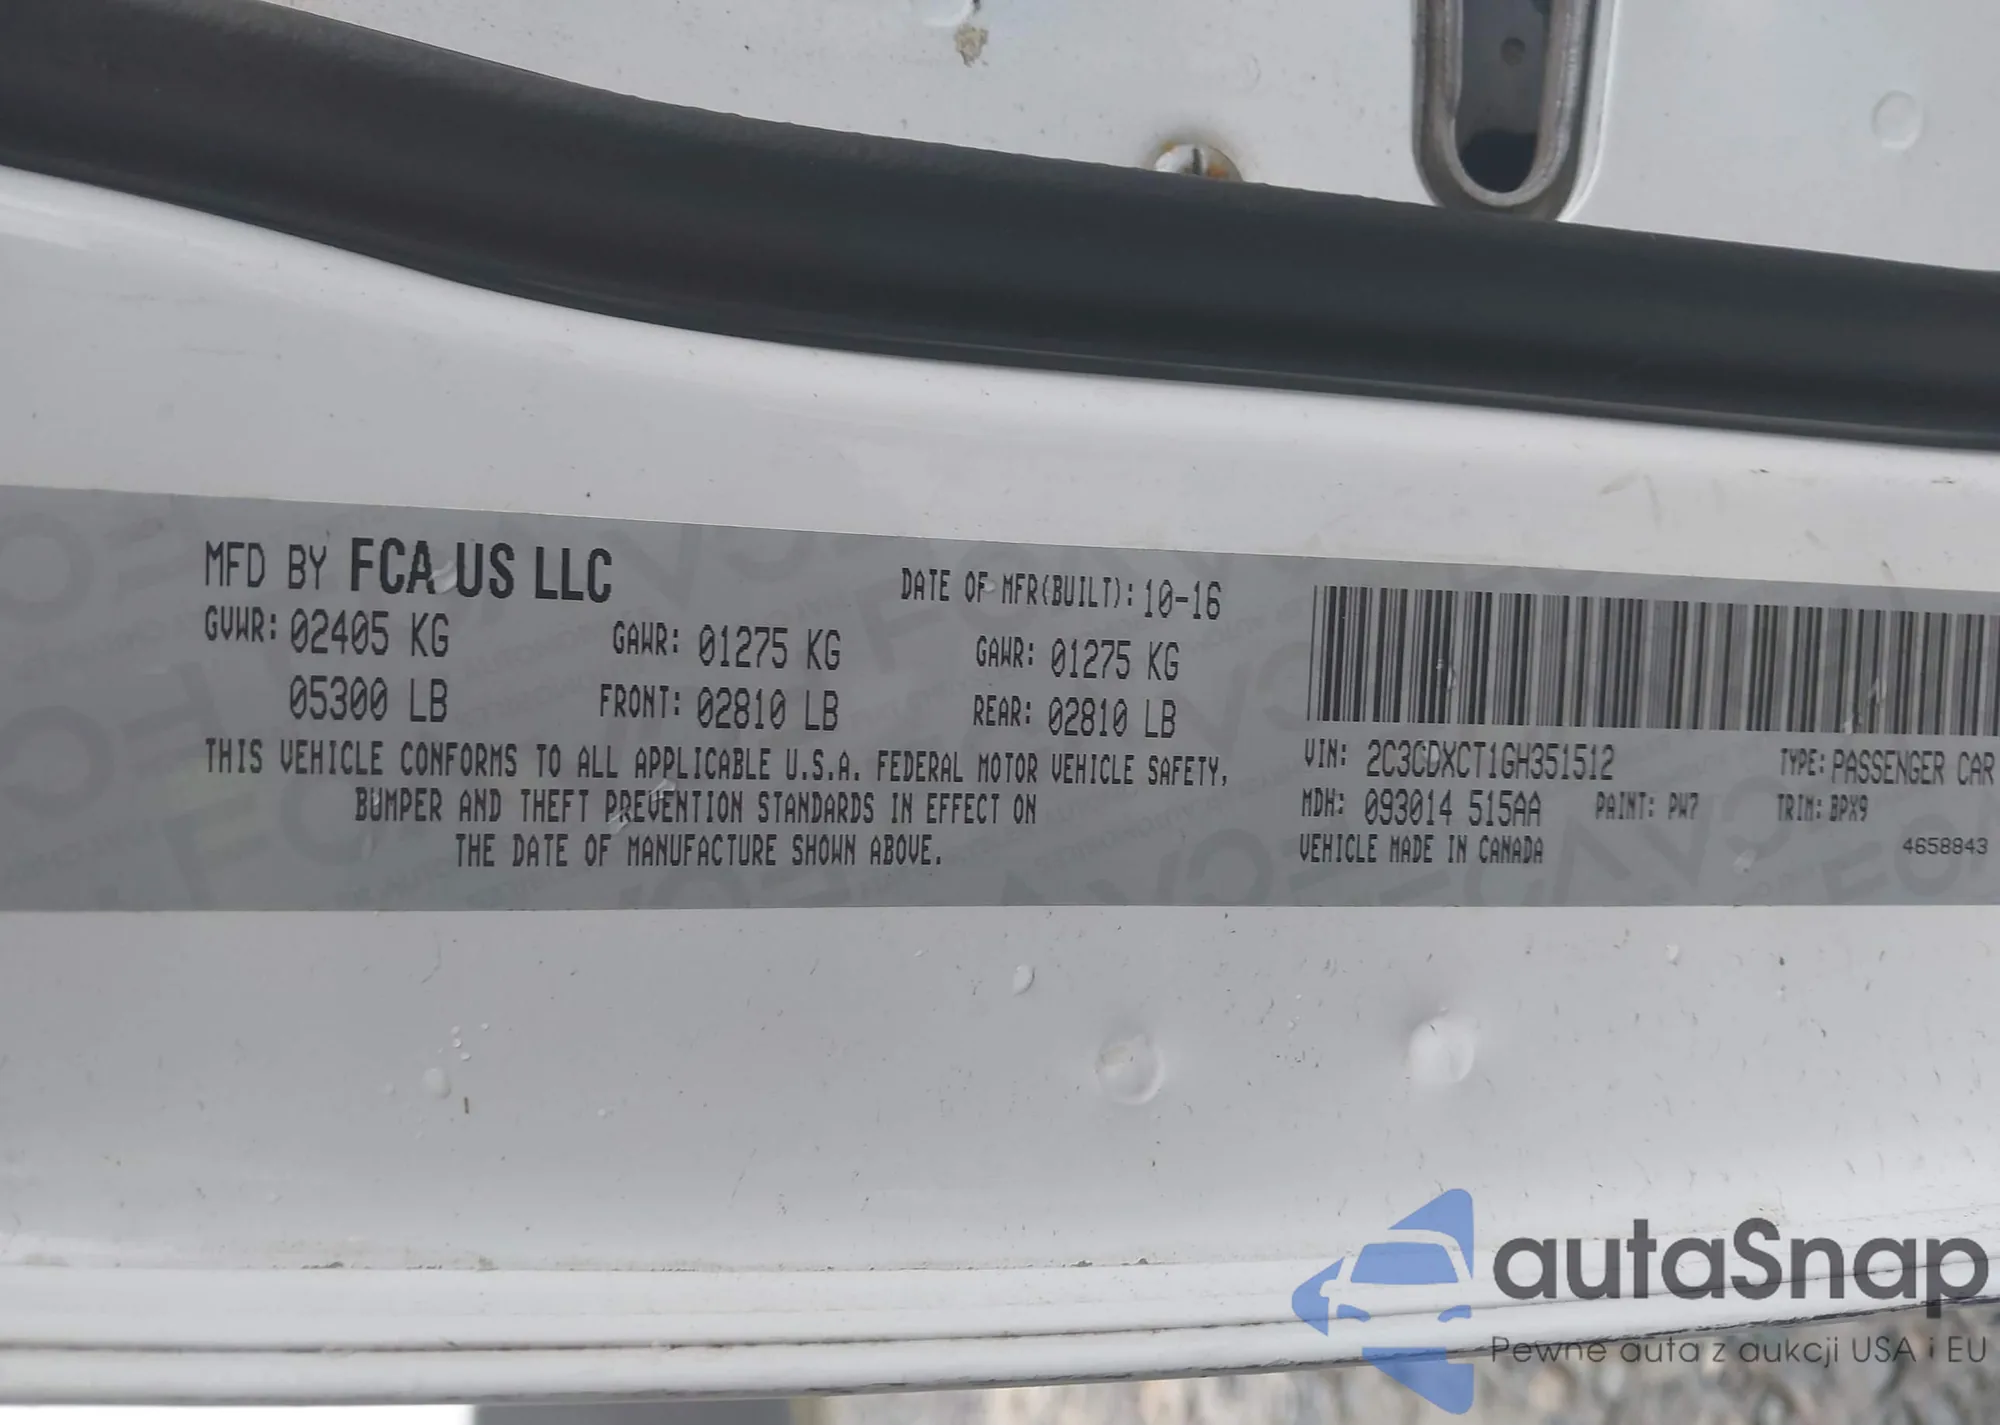 MFD BY FCA US LLC
DATE OF MFR(BUILT): 10-16
GVWR: 02405 KG GAWR: 01275 KG GAWR: 01275 KG
05300 LB FRONT: 02810 LB REAR: 02810 LB
THIS VEHICLE CONFORMS TO ALL APPLICABLE U.S.A. FEDERAL MOTOR VEHICLE SAFETY,
BUMPER AND THEFT PREVENTION STANDARDS IN EFFECT ON
THE DATE OF MANUFACTURE SHOWN ABOVE.
VIN: 2C3CDXCT1GH351512 TYPE: PASSENGER CAR
MDH: 093014 515AA PAINT: PW7 TRIM: BPX9
VEHICLE MADE IN CANADA 4658843
autoSnap
Pewne auta z aukcji USA i EU